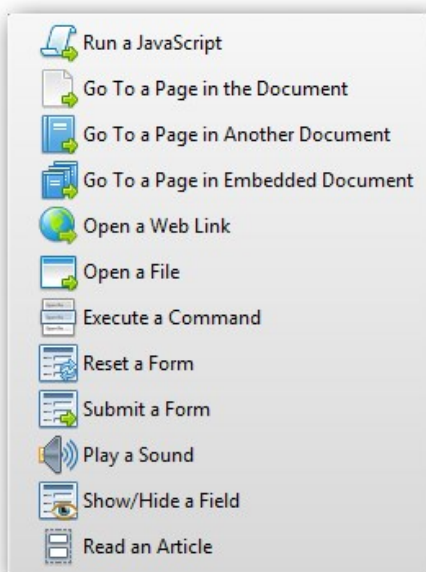 Run a JavaScript
Go To a Page in the Document
Go To a Page in Another Document
Go To a Page in Embedded Document
Open a Web Link
Open a File
Execute a Command
Reset a Form
Submit a Form
Play a Sound
Show/Hide a Field
Read an Article